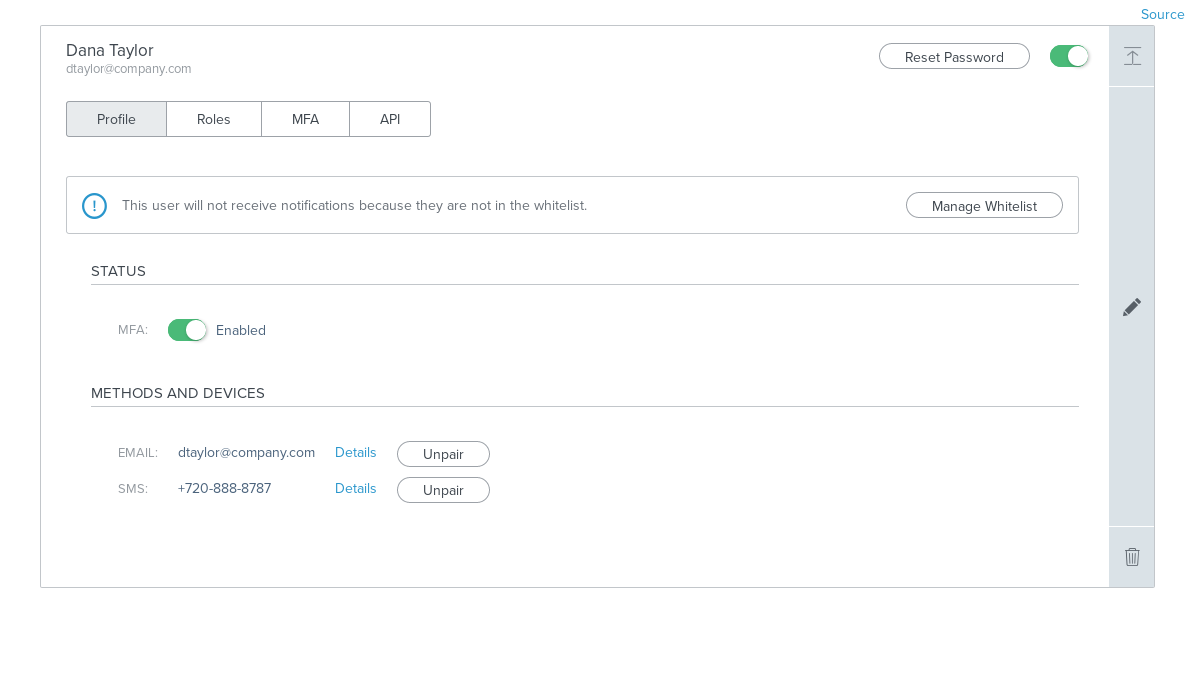 Source
Dana Taylor
dtaylor@company.com
Reset Password
Profile Roles MFA API
This user will not receive notifications because they are not in the whitelist.
Manage Whitelist
STATUS
MFA: Enabled
METHODS AND DEVICES
EMAIL: dtaylor@company.com Details Unpair
SMS: +720-888-8787 Details Unpair